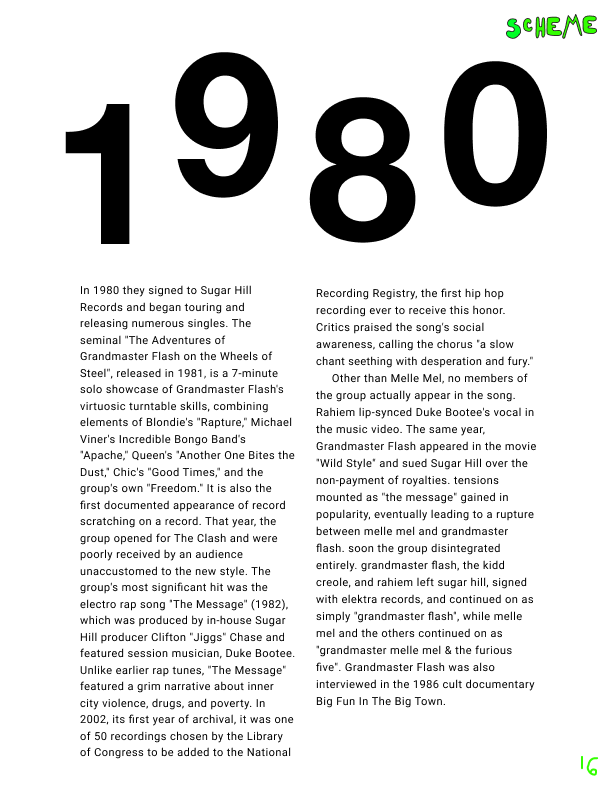 SCHEME
1980
In 1980 they signed to Sugar Hill
Records and began touring and
releasing numerous singles. The
seminal "The Adventures of
Grandmaster Flash on the Wheels of
Steel", released in 1981, is a 7-minute
solo showcase of Grandmaster Flash's
virtuosic turntable skills, combining
elements of Blondie's "Rapture," Michael
Viner's Incredible Bongo Band's
"Apache," Queen's "Another One Bites the
Dust," Chic's "Good Times," and the
group's own "Freedom." It is also the
first documented appearance of record
scratching on a record. That year, the
group opened for The Clash and were
poorly received by an audience
unaccustomed to the new style. The
group's most significant hit was the
electro rap song "The Message" (1982),
which was produced by in-house Sugar
Hill producer Clifton "Jiggs" Chase and
featured session musician, Duke Bootee.
Unlike earlier rap tunes, "The Message"
featured a grim narrative about inner
city violence, drugs, and poverty. In
2002, its first year of archival, it was one
of 50 recordings chosen by the Library
of Congress to be added to the National
Recording Registry, the first hip hop
recording ever to receive this honor.
Critics praised the song's social
awareness, calling the chorus "a slow
chant seething with desperation and fury."
Other than Melle Mel, no members of
the group actually appear in the song.
Rahiem lip-synced Duke Bootee's vocal in
the music video. The same year,
Grandmaster Flash appeared in the movie
"Wild Style" and sued Sugar Hill over the
non-payment of royalties. tensions
mounted as "the message" gained in
popularity, eventually leading to a rupture
between melle mel and grandmaster
flash. soon the group disintegrated
entirely. grandmaster flash, the kidd
creole, and rahiem left sugar hill, signed
with elektra records, and continued on as
simply "grandmaster flash", while melle
mel and the others continued on as
"grandmaster melle mel & the furious
five". Grandmaster Flash was also
interviewed in the 1986 cult documentary
Big Fun In The Big Town.
16